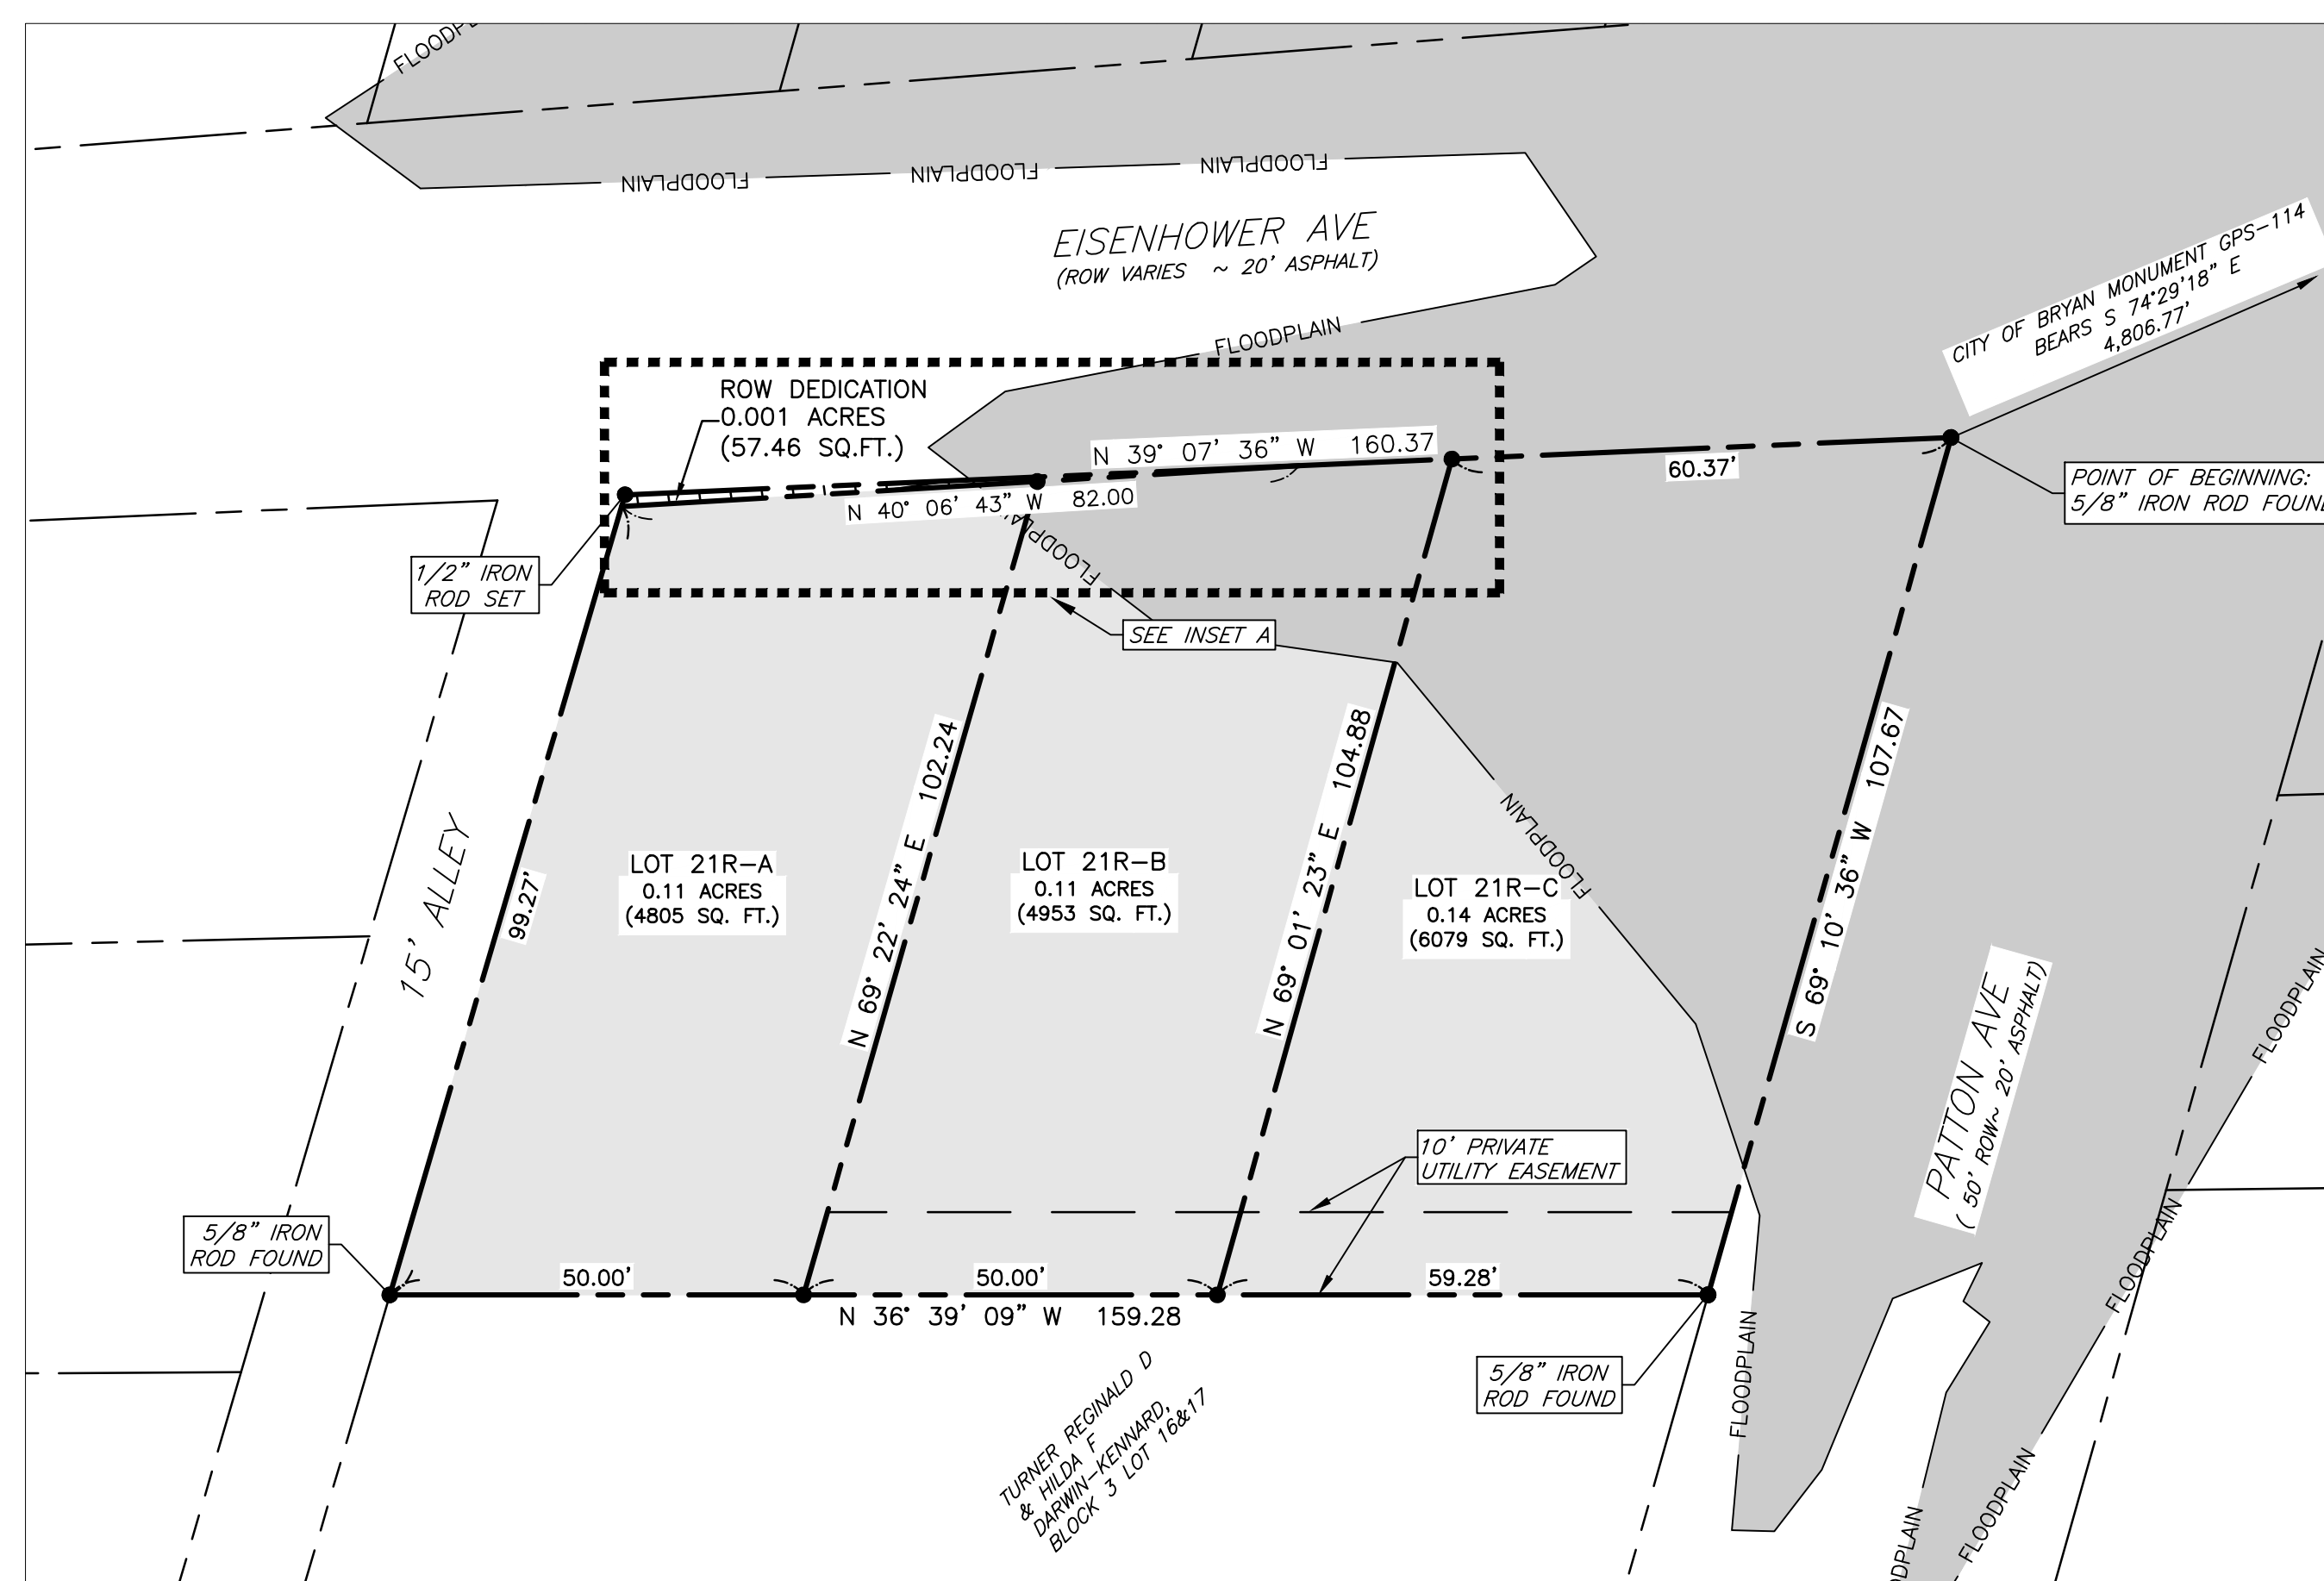 FLOODPL
FLOODPLAIN
FLOODPLAIN
FLOODPLAIN
EISENHOWER AVE
(ROW VARIES ~ 20' ASPHALT)
FLOODPLAIN
CITY OF BRYAN MONUMENT GPS-114
BEARS S 74°29'18" E
4,806.77'
ROW DEDICATION
0.001 ACRES
(57.46 SQ.FT.)
N 39° 07' 36" W 160.37
60.37'
POINT OF BEGINNING:
5/8" IRON ROD FOUND
N 40° 06' 43" W 82.00
FLOODPLAIN
1/2" IRON
ROD SET
SEE INSET A
15' ALLEY
99.27'
N 69° 22' 24" E 102.24
N 69° 01' 23" E 104.88
S 69° 10' 36" W 107.67
FLOODPLAIN
LOT 21R-A
0.11 ACRES
(4805 SQ. FT.)
LOT 21R-B
0.11 ACRES
(4953 SQ. FT.)
LOT 21R-C
0.14 ACRES
(6079 SQ. FT.)
PATTON AVE
( 50' ROW~ 20' ASPHALT)
FLOODPLAIN
FLOODPLAIN
10' PRIVATE
UTILITY EASEMENT
5/8" IRON
ROD FOUND
50.00'
50.00'
59.28'
N 36° 39' 09" W 159.28
5/8" IRON
ROD FOUND
FLOODPLAIN
TURNER REGINALD D
& HILDA F
DARWIN-KENNARD,
BLOCK 3 LOT 16&17
FLOODPLAIN
ODPLAIN